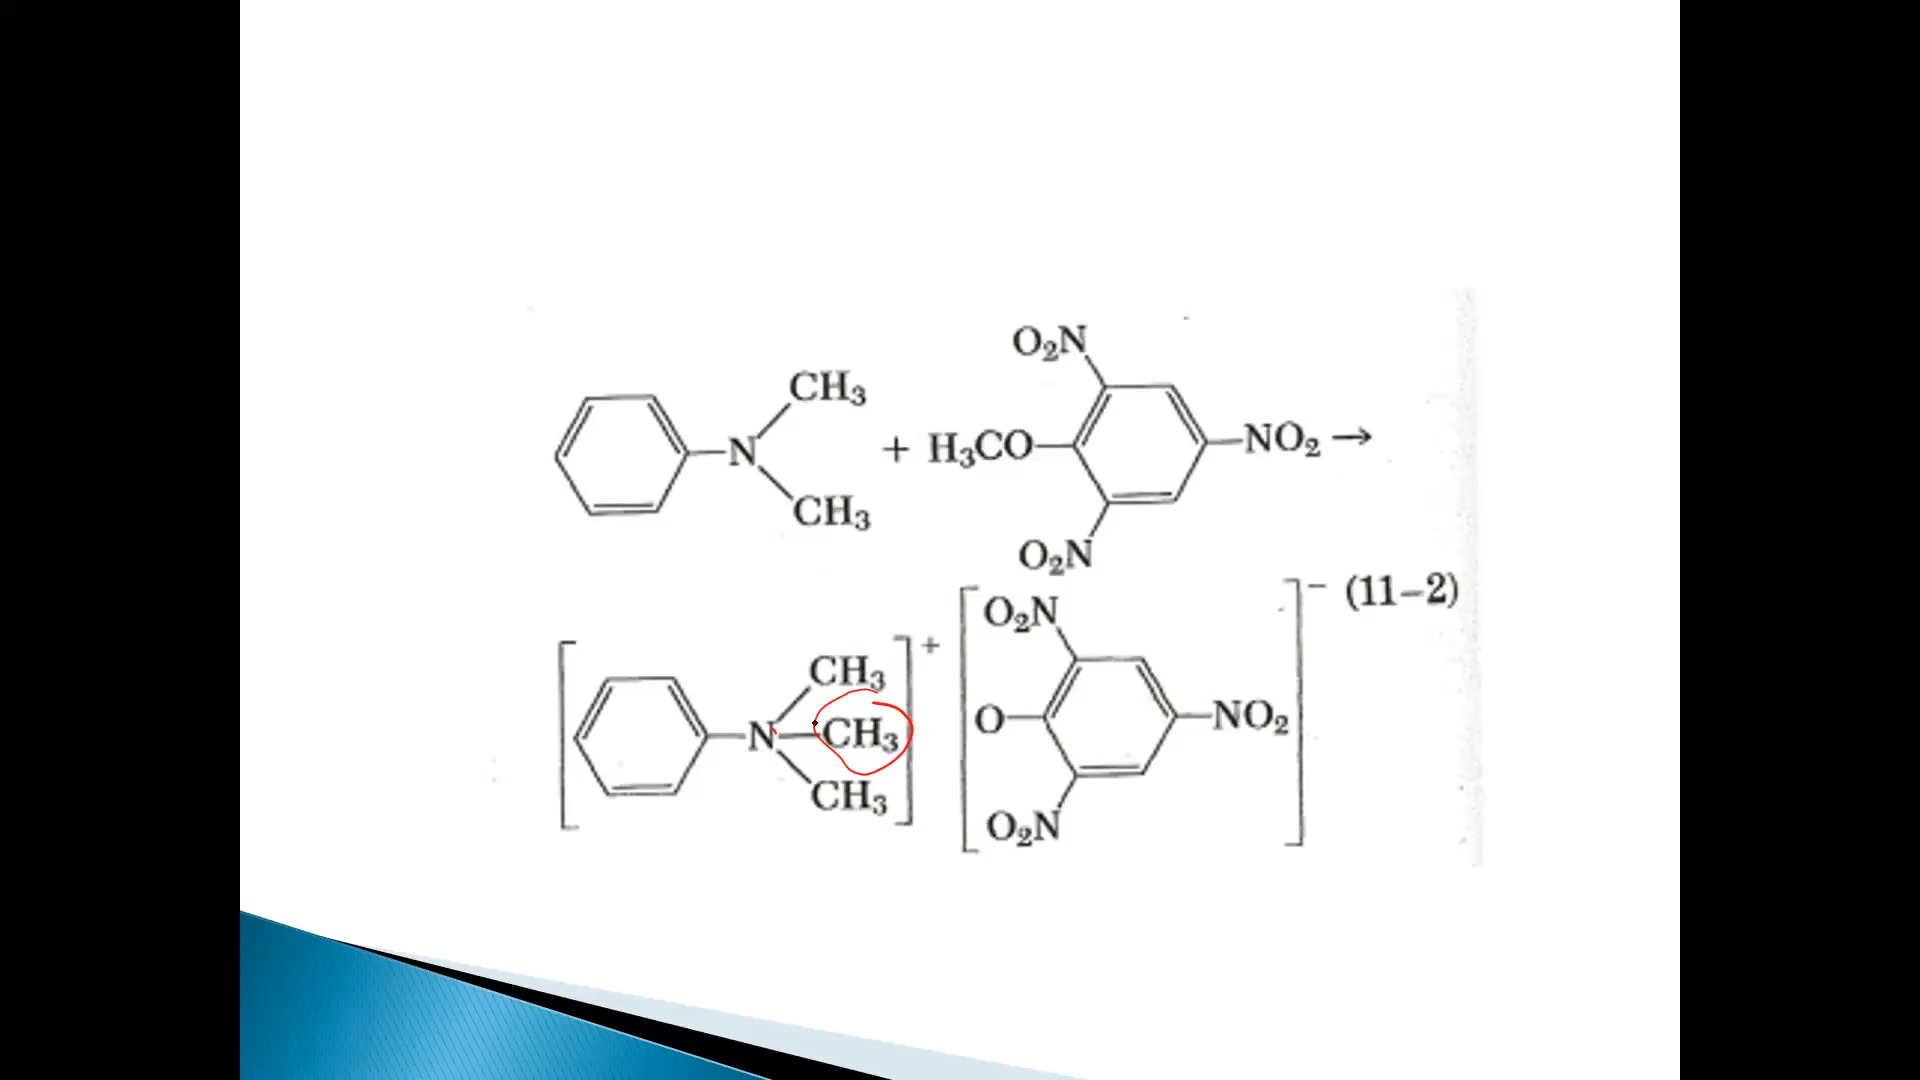 O₂N
CH₃
N + H₃CO NO₂ →
CH₃
O₂N
− (11–2)
O₂N
+
CH₃
N CH₃ O NO₂
CH₃
O₂N